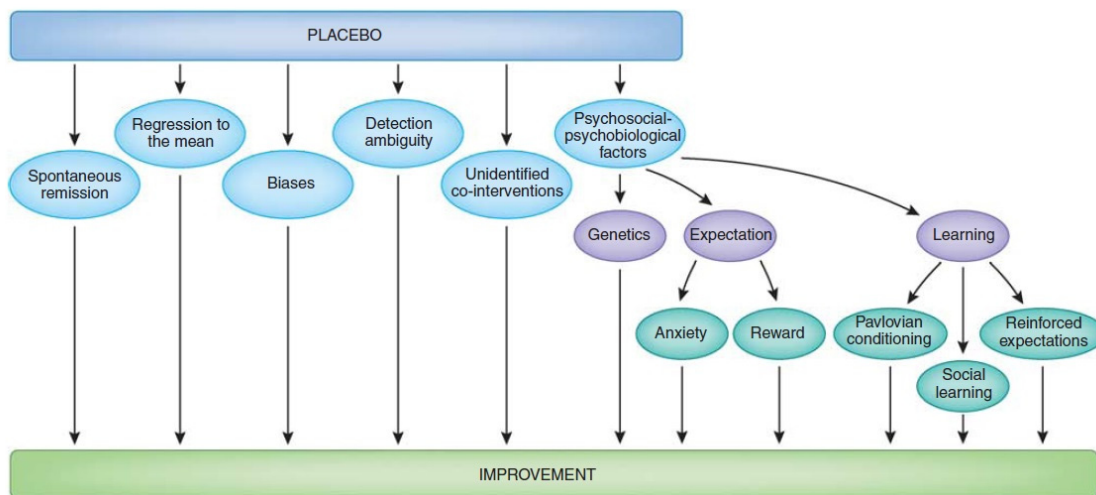 PLACEBO
Regression to
the mean
Detection
ambiguity
Psychosocial-
psychobiological
factors
Spontaneous
remission
Biases
Unidentified
co-interventions
Genetics
Expectation
Learning
Anxiety
Reward
Pavlovian
conditioning
Reinforced
expectations
Social
learning
IMPROVEMENT